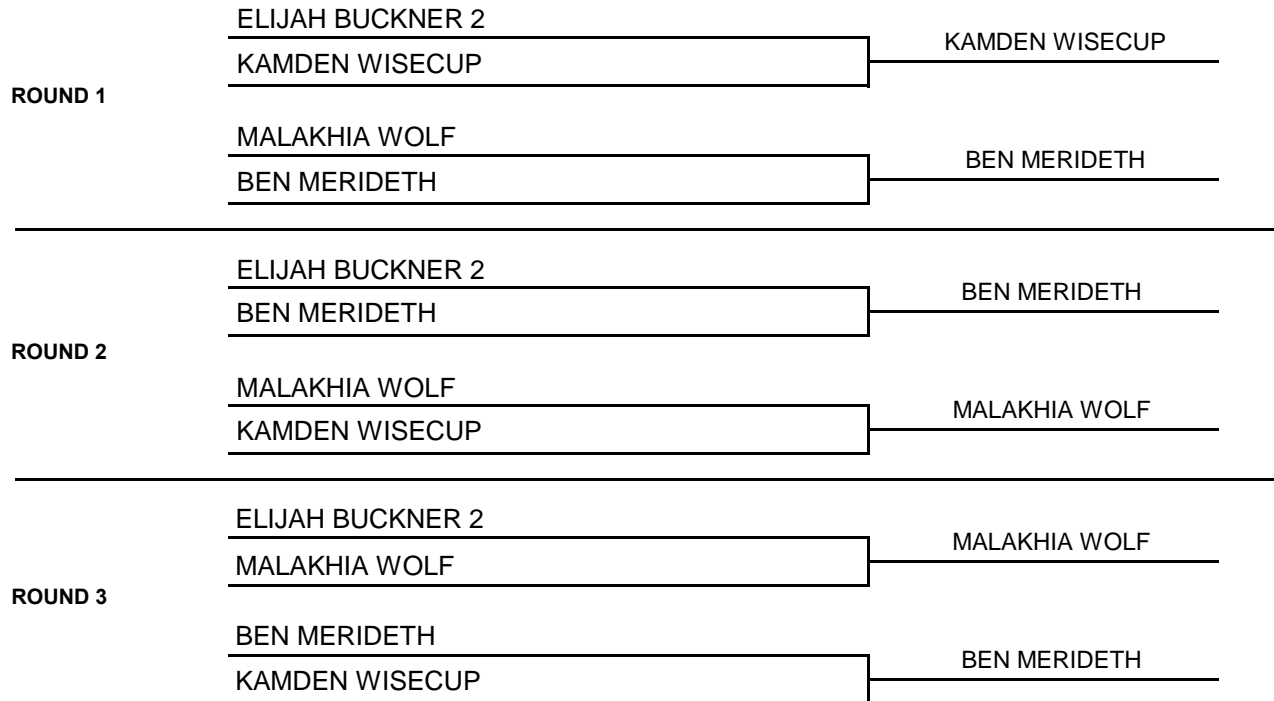 ELIJAH BUCKNER 2
KAMDEN WISECUP
KAMDEN WISECUP
ROUND 1
MALAKHIA WOLF
BEN MERIDETH
BEN MERIDETH
ELIJAH BUCKNER 2
BEN MERIDETH
BEN MERIDETH
ROUND 2
MALAKHIA WOLF
MALAKHIA WOLF
KAMDEN WISECUP
ELIJAH BUCKNER 2
MALAKHIA WOLF
MALAKHIA WOLF
ROUND 3
BEN MERIDETH
BEN MERIDETH
KAMDEN WISECUP